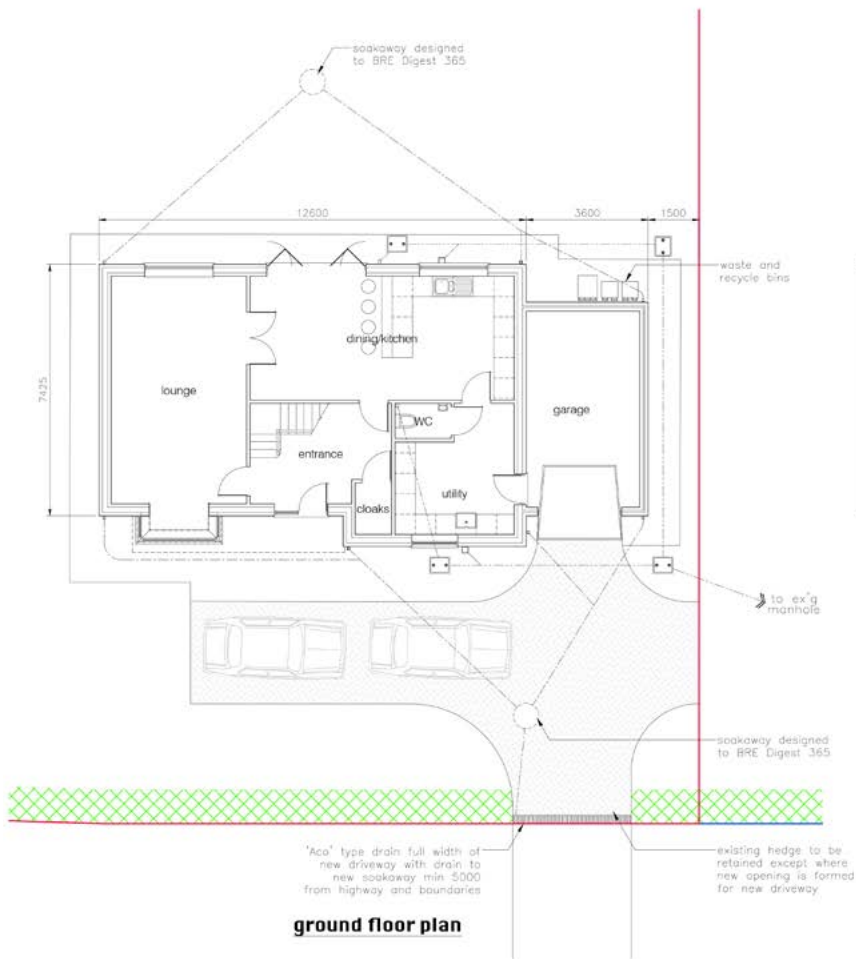 soakaway designed
to BRE Digest 365
12600
3600
1500
waste and
recycle bins
7425
dining/kitchen
lounge
garage
WC
entrance
utility
cloaks
to ex'g
manhole
soakaway designed
to BRE Digest 365
'Aco' type drain full width of
new driveway with drain to
new soakaway min 5000
from highway and boundaries
existing hedge to be
retained except where
new opening is formed
for new driveway
ground floor plan